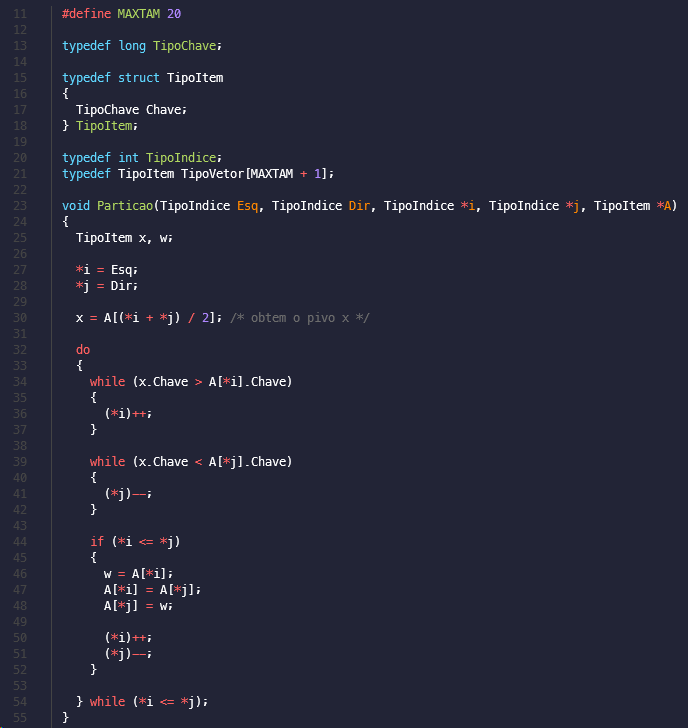 11 #define MAXTAM 20
12
13 typedef long TipoChave;
14
15 typedef struct TipoItem
16 {
17   TipoChave Chave;
18 } TipoItem;
19
20 typedef int TipoIndice;
21 typedef TipoItem TipoVetor[MAXTAM + 1];
22
23 void Particao(TipoIndice Esq, TipoIndice Dir, TipoIndice *i, TipoIndice *j, TipoItem *A)
24 {
25   TipoItem x, w;
26
27   *i = Esq;
28   *j = Dir;
29
30   x = A[(*i + *j) / 2]; /* obtem o pivo x */
31
32   do
33   {
34     while (x.Chave > A[*i].Chave)
35     {
36       (*i)++;
37     }
38
39     while (x.Chave < A[*j].Chave)
40     {
41       (*j)--;
42     }
43
44     if (*i <= *j)
45     {
46       w = A[*i];
47       A[*i] = A[*j];
48       A[*j] = w;
49
50       (*i)++;
51       (*j)--;
52     }
53
54   } while (*i <= *j);
55 }